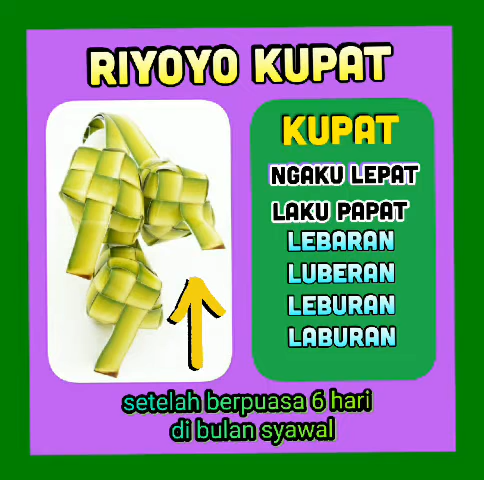 RIYOYO KUPAT
KUPAT
NGAKU LEPAT
LAKU PAPAT
LEBARAN
LUBERAN
LEBURAN
LABURAN
setelah berpuasa 6 hari
di bulan syawal